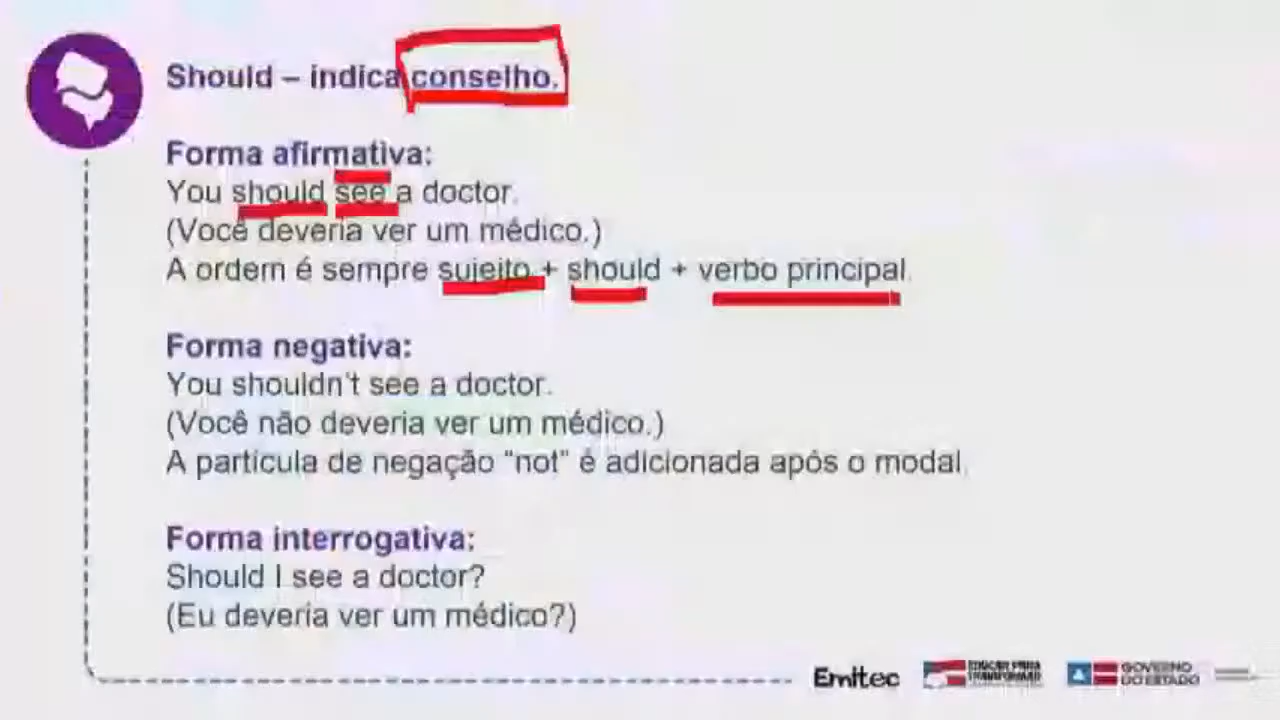 Should – indica conselho.
Forma afirmativa:
You should see a doctor.
(Você deveria ver um médico.)
A ordem é sempre sujeito + should + verbo principal.
Forma negativa:
You shouldn't see a doctor.
(Você não deveria ver um médico.)
A partícula de negação "not" é adicionada após o modal.
Forma interrogativa:
Should I see a doctor?
(Eu deveria ver um médico?)
Emitec
GOVERNO
DO ESTADO